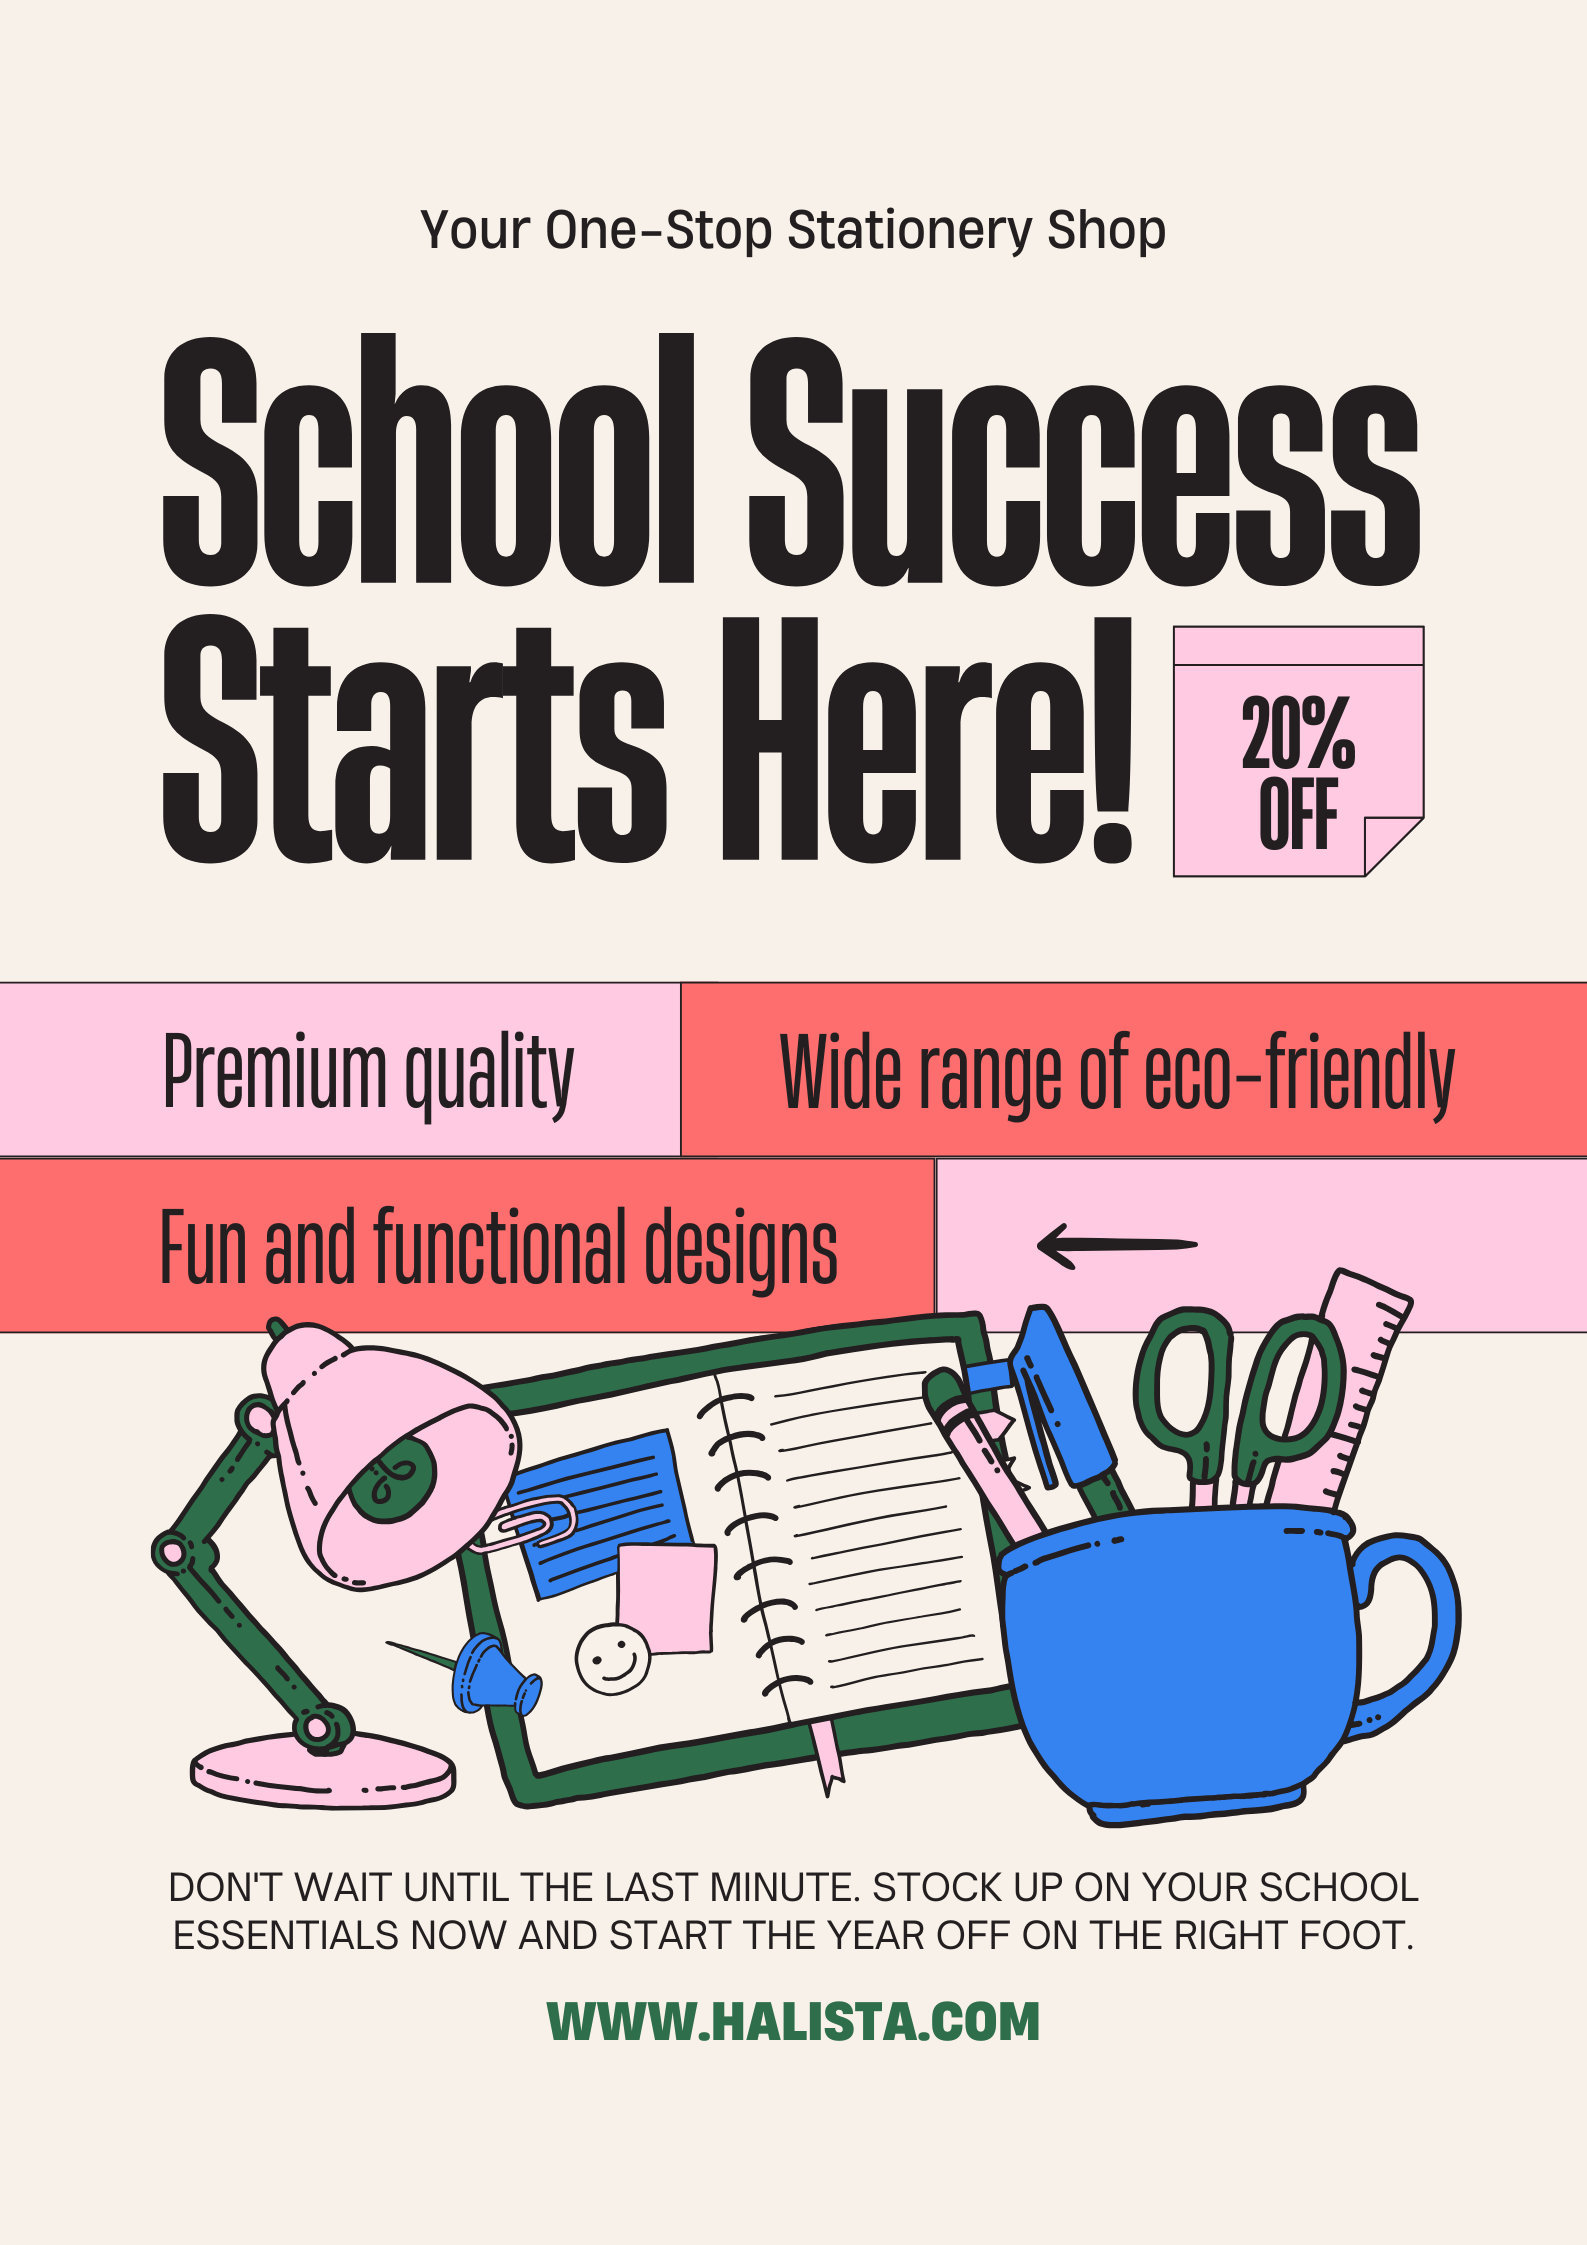 Your One-Stop Stationery Shop
School Success
Starts Here!
20%
OFF
Premium quality
Wide range of eco-friendly
Fun and functional designs
DON'T WAIT UNTIL THE LAST MINUTE. STOCK UP ON YOUR SCHOOL
ESSENTIALS NOW AND START THE YEAR OFF ON THE RIGHT FOOT.
WWW.HALISTA.COM